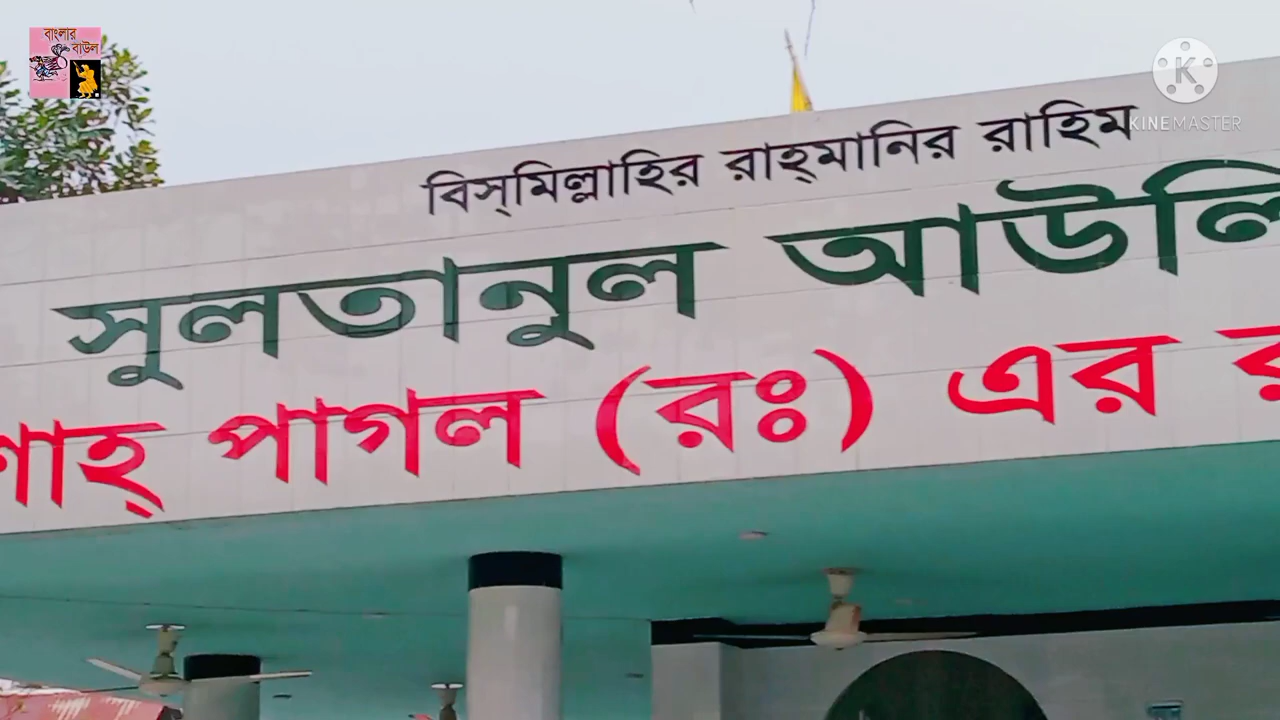 বাংলার
বাউল
KINEMASTER
বিস্‌মিল্লাহির রাহ্‌মানির রাহিম
সুলতানুল আউলি
শাহ্ পাগল (রঃ) এর র